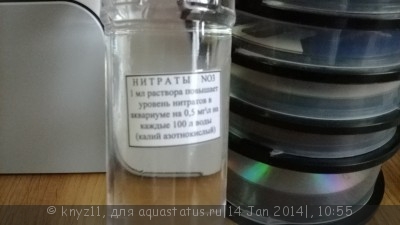 НИТРАТЫ NO3
1 мл раствора повышает
уровень нитратов в
аквариуме на 0,5 мг\л на
каждые 100 л воды
(калий азотнокислый)
© knyz11, для aquastatus.ru|14 Jan 2014|, 10:55